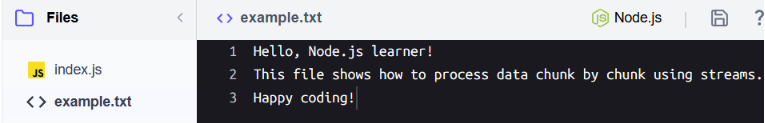 Files
example.txt
Node.js
?
JS index.js
example.txt
1 Hello, Node.js learner!
2 This file shows how to process data chunk by chunk using streams.
3 Happy coding!